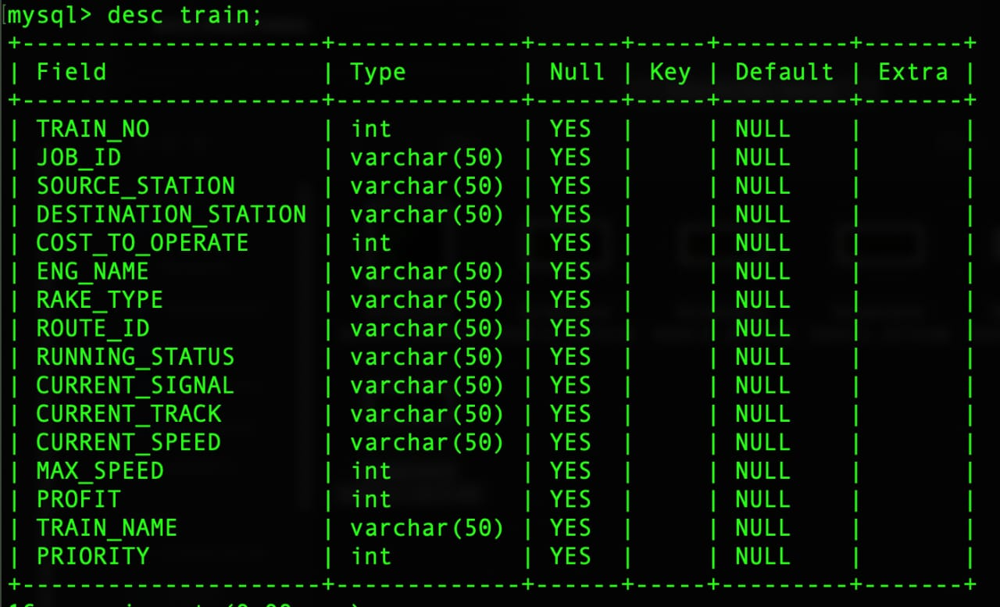 mysql> desc train;
+---------------------+-------------+------+-----+---------+-------+
| Field               | Type        | Null | Key | Default | Extra |
+---------------------+-------------+------+-----+---------+-------+
| TRAIN_NO            | int         | YES  |     | NULL    |       |
| JOB_ID              | varchar(50) | YES  |     | NULL    |       |
| SOURCE_STATION      | varchar(50) | YES  |     | NULL    |       |
| DESTINATION_STATION | varchar(50) | YES  |     | NULL    |       |
| COST_TO_OPERATE     | int         | YES  |     | NULL    |       |
| ENG_NAME            | varchar(50) | YES  |     | NULL    |       |
| RAKE_TYPE           | varchar(50) | YES  |     | NULL    |       |
| ROUTE_ID            | varchar(50) | YES  |     | NULL    |       |
| RUNNING_STATUS      | varchar(50) | YES  |     | NULL    |       |
| CURRENT_SIGNAL      | varchar(50) | YES  |     | NULL    |       |
| CURRENT_TRACK       | varchar(50) | YES  |     | NULL    |       |
| CURRENT_SPEED       | varchar(50) | YES  |     | NULL    |       |
| MAX_SPEED           | int         | YES  |     | NULL    |       |
| PROFIT              | int         | YES  |     | NULL    |       |
| TRAIN_NAME          | varchar(50) | YES  |     | NULL    |       |
| PRIORITY            | int         | YES  |     | NULL    |       |
+---------------------+-------------+------+-----+---------+-------+